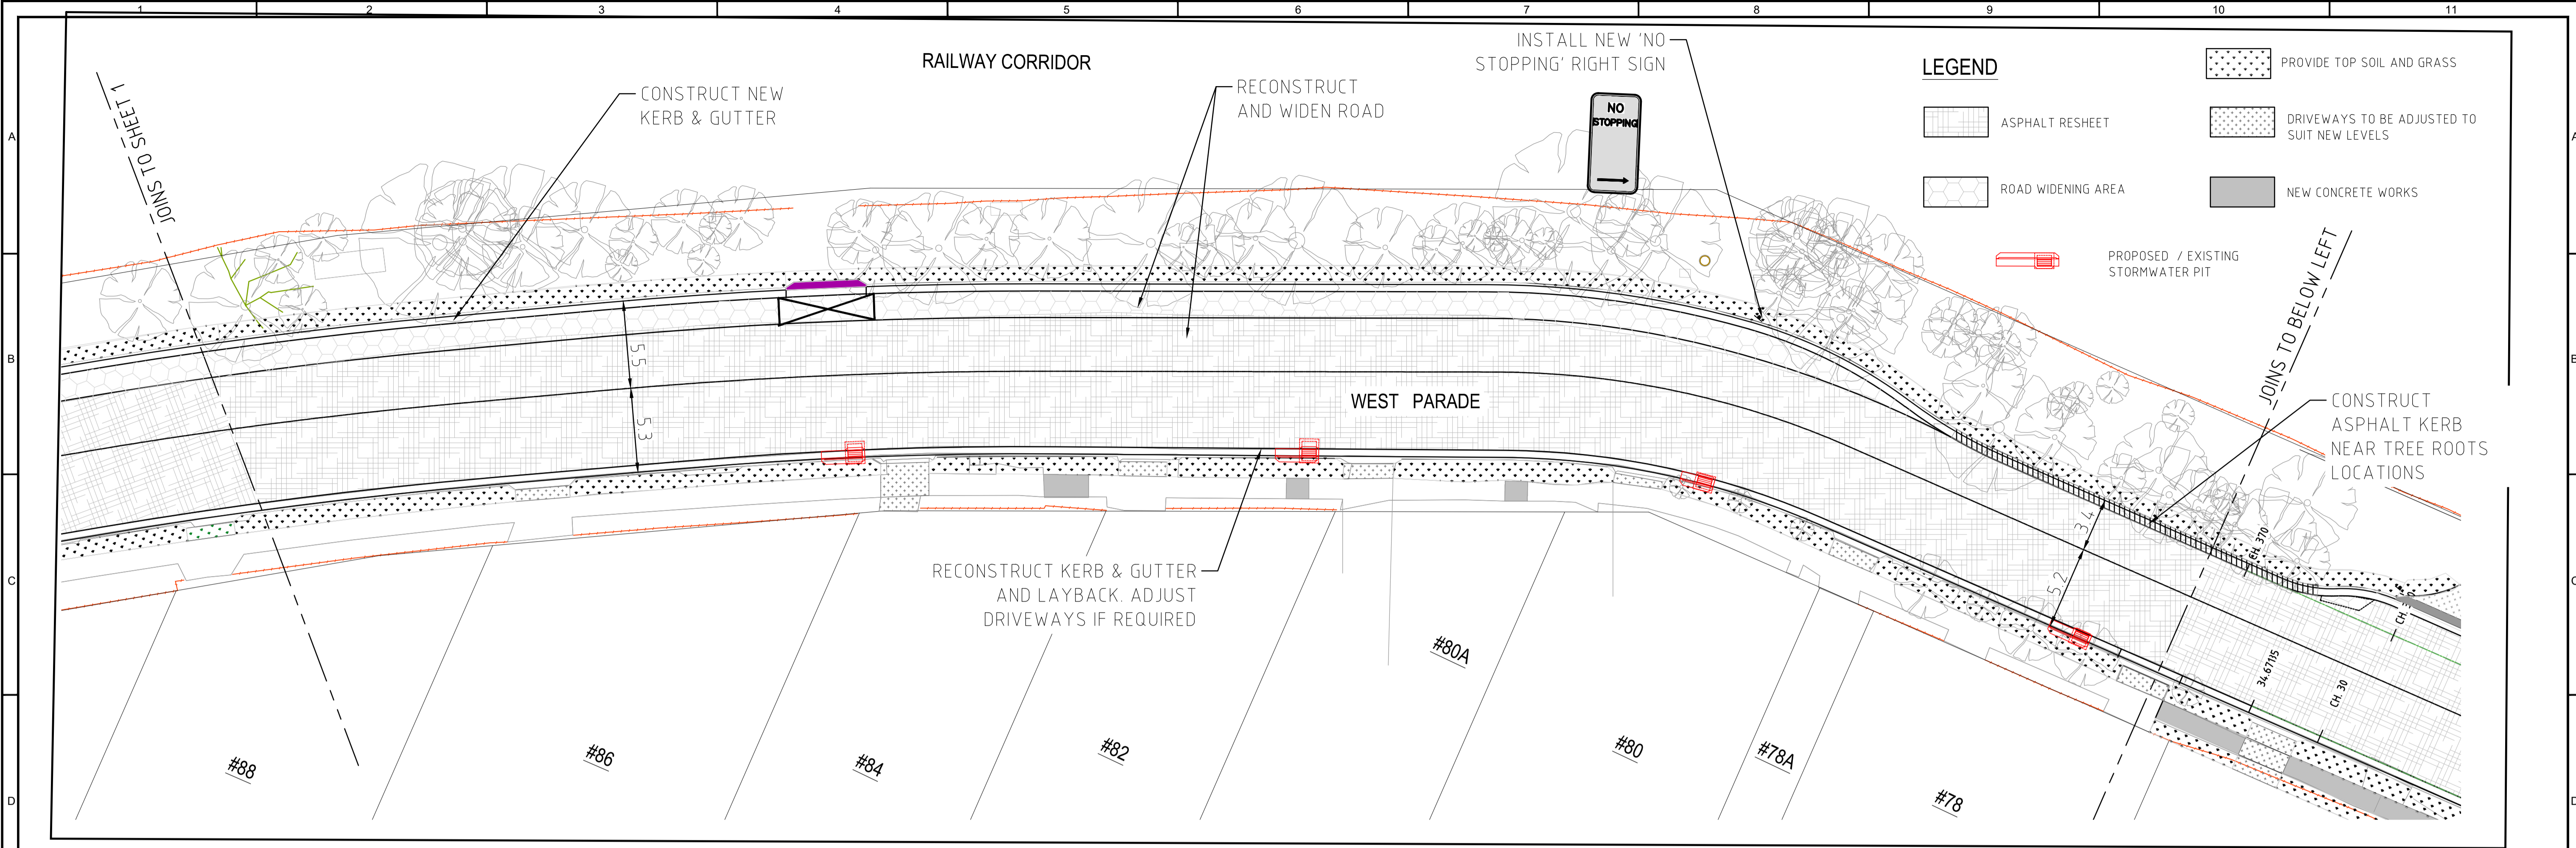 1 2 3 4 5 6 7 8 9 10 11
A
B
C
D
A
RAILWAY CORRIDOR
JOINS TO SHEET 1
CONSTRUCT NEW
KERB & GUTTER
RECONSTRUCT
AND WIDEN ROAD
INSTALL NEW 'NO
STOPPING' RIGHT SIGN
NO
STOPPING
LEGEND
ASPHALT RESHEET
ROAD WIDENING AREA
PROVIDE TOP SOIL AND GRASS
DRIVEWAYS TO BE ADJUSTED TO
SUIT NEW LEVELS
NEW CONCRETE WORKS
PROPOSED / EXISTING
STORMWATER PIT
JOINS TO BELOW LEFT
5.5
5.3
WEST PARADE
CONSTRUCT
ASPHALT KERB
NEAR TREE ROOTS
LOCATIONS
3.4
5.2
CH. 370
34.67115
CH. 30
RECONSTRUCT KERB & GUTTER
AND LAYBACK. ADJUST
DRIVEWAYS IF REQUIRED
#88
#86
#84
#82
#80A
#80
#78A
#78